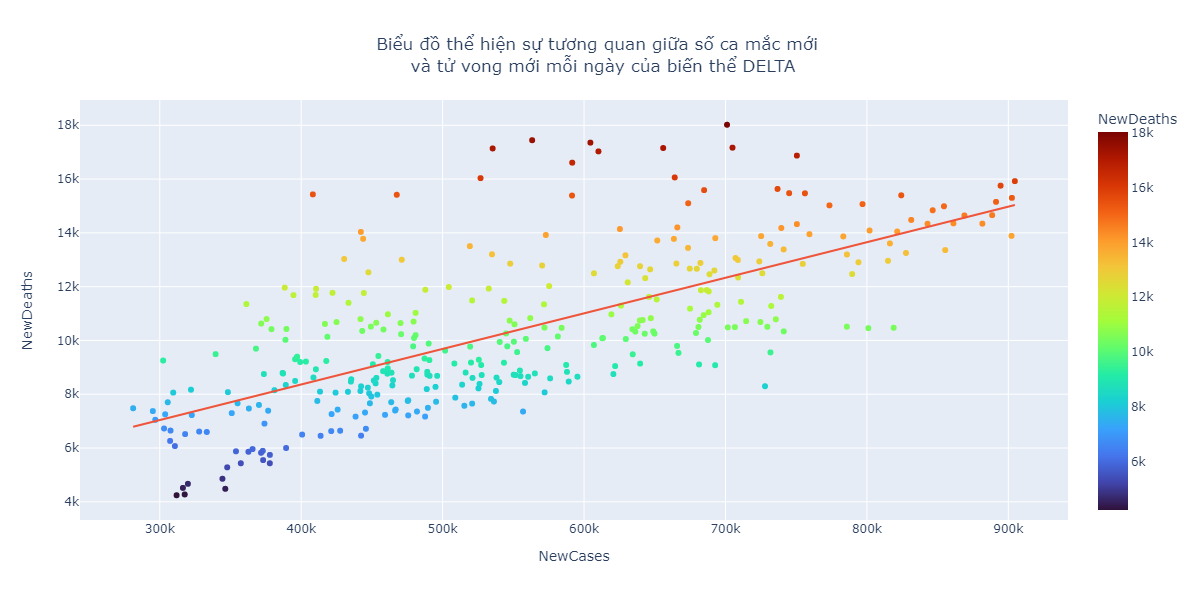 Biểu đồ thể hiện sự tương quan giữa số ca mắc mới
và tử vong mới mỗi ngày của biến thể DELTA
NewDeaths
18k
16k
14k
12k
10k
8k
6k
4k
NewDeaths
300k
400k
500k
600k
700k
800k
900k
NewCases
18k
16k
14k
12k
10k
8k
6k